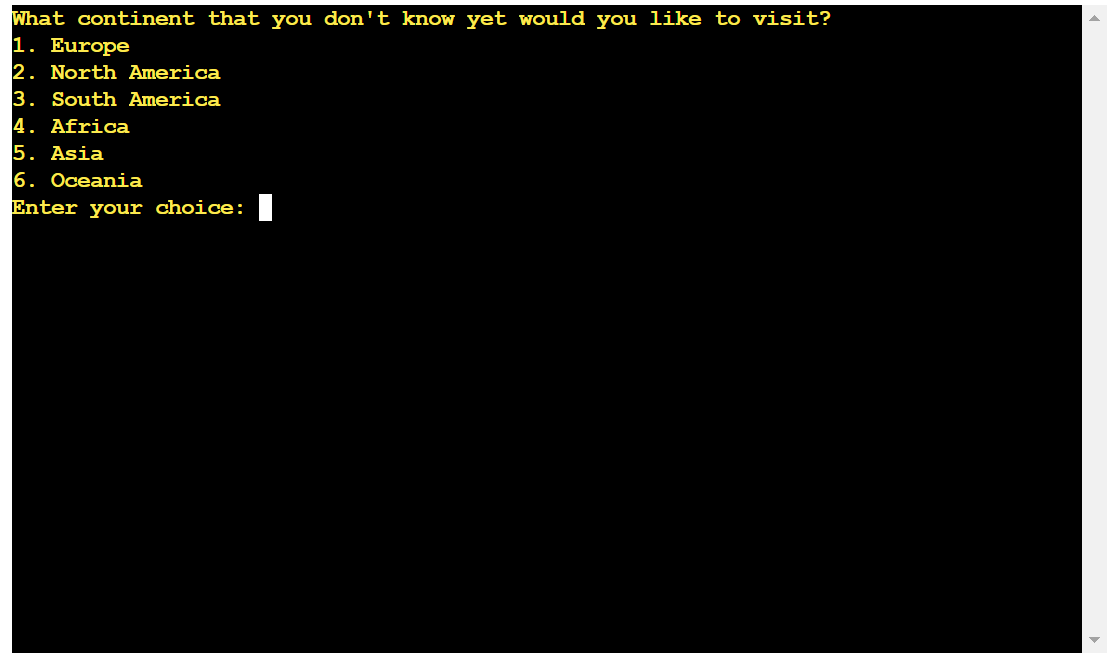 What continent that you don't know yet would you like to visit?
1. Europe
2. North America
3. South America
4. Africa
5. Asia
6. Oceania
Enter your choice: